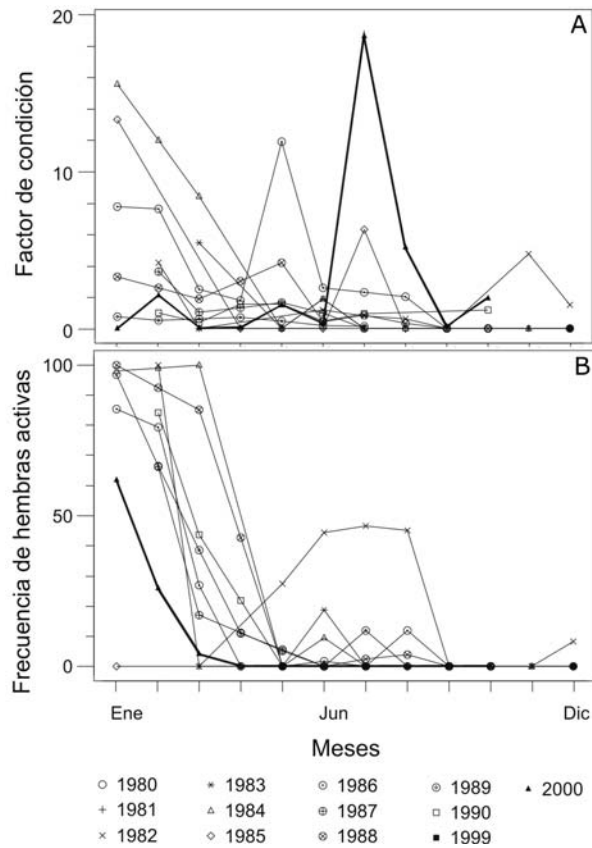 A
20
10
0
Factor de condición
B
100
50
0
Frecuencia de hembras activas
Ene Jun Dic
Meses
1980 1983 1986 1989 2000
1981 1984 1987 1990
1982 1985 1988 1999